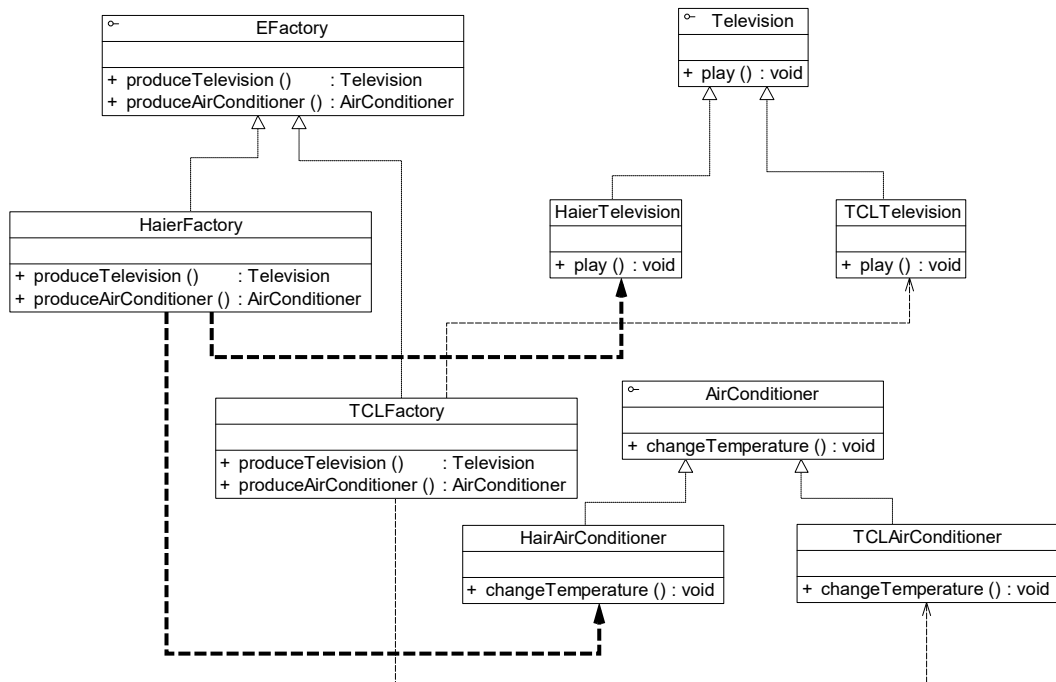 EFactory
+ produceTelevision () : Television
+ produceAirConditioner () : AirConditioner
Television
+ play () : void
HaierFactory
+ produceTelevision () : Television
+ produceAirConditioner () : AirConditioner
HaierTelevision
+ play () : void
TCLTelevision
+ play () : void
TCLFactory
+ produceTelevision () : Television
+ produceAirConditioner () : AirConditioner
AirConditioner
+ changeTemperature () : void
HairAirConditioner
+ changeTemperature () : void
TCLAirConditioner
+ changeTemperature () : void